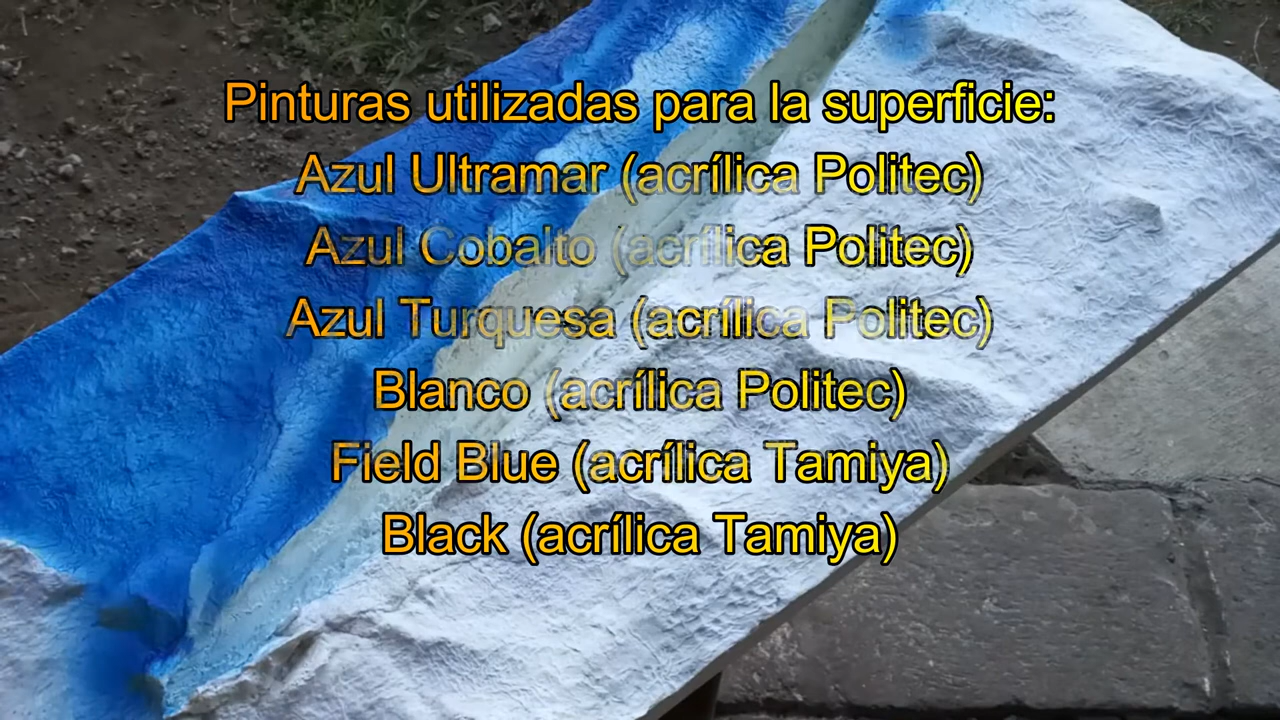 Pinturas utilizadas para la superficie:
Azul Ultramar (acrílica Politec)
Azul Cobalto (acrílica Politec)
Azul Turquesa (acrílica Politec)
Blanco (acrílica Politec)
Field Blue (acrílica Tamiya)
Black (acrílica Tamiya)